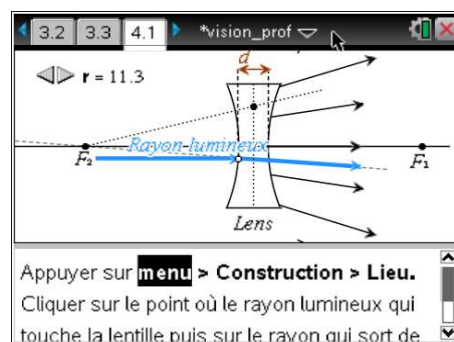 3.2 3.3 4.1 *vision_prof
d
r = 11.3
Rayon lumineux
F₂ F₁
Lens
Appuyer sur menu > Construction > Lieu.
Cliquer sur le point où le rayon lumineux qui
touche la lentille puis sur le rayon qui sort de